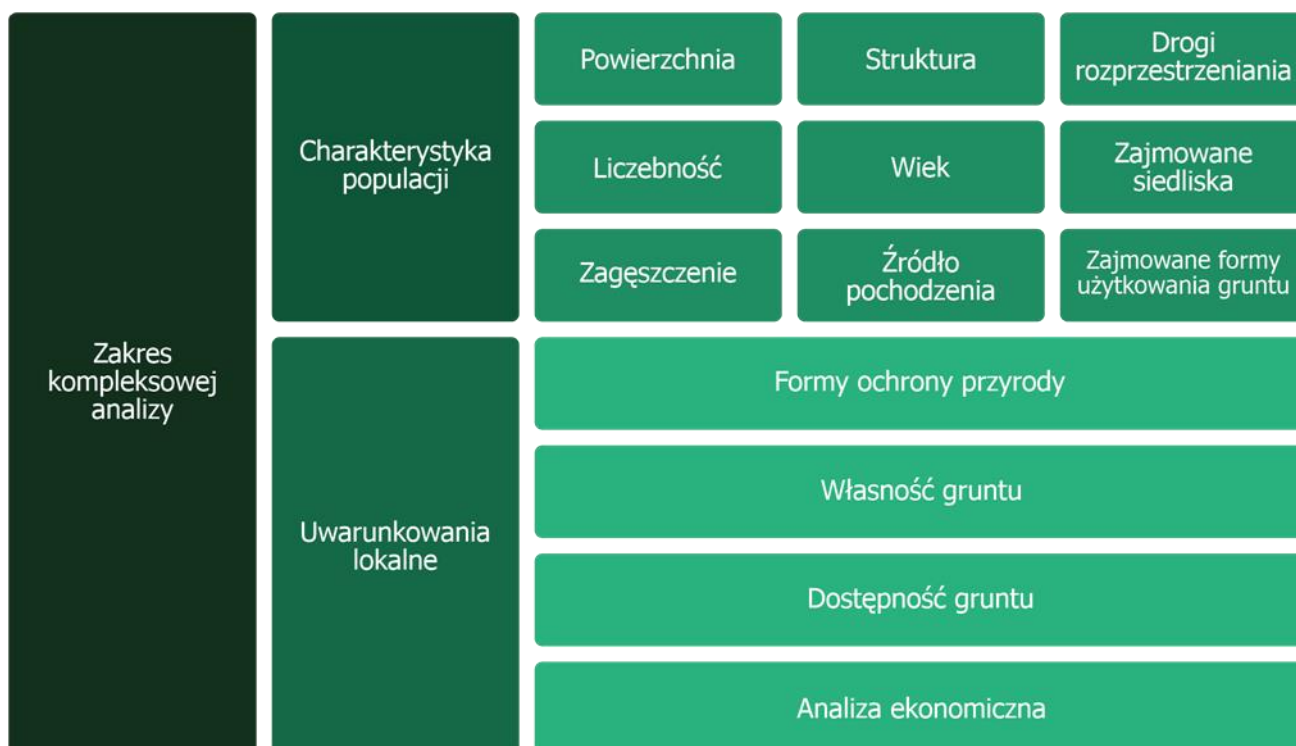 Zakres
kompleksowej
analizy
Charakterystyka
populacji
Powierzchnia
Struktura
Drogi
rozprzestrzeniania
Liczebność
Wiek
Zajmowane
siedliska
Zagęszczenie
Źródło
pochodzenia
Zajmowane formy
użytkowania gruntu
Uwarunkowania
lokalne
Formy ochrony przyrody
Własność gruntu
Dostępność gruntu
Analiza ekonomiczna